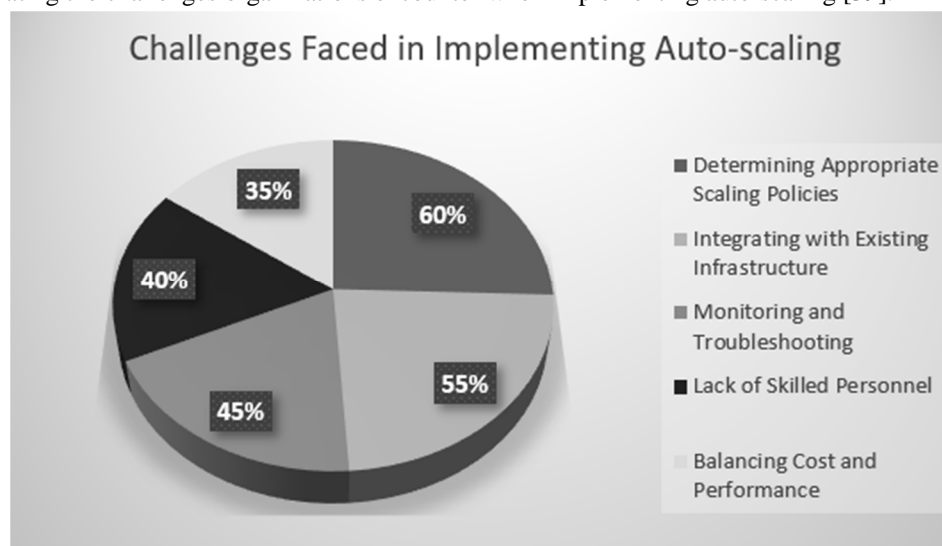 Challenges Faced in Implementing Auto-scaling
35%
60%
40%
55%
45%
Determining Appropriate
Scaling Policies
Integrating with Existing
Infrastructure
Monitoring and
Troubleshooting
Lack of Skilled Personnel
Balancing Cost and
Performance